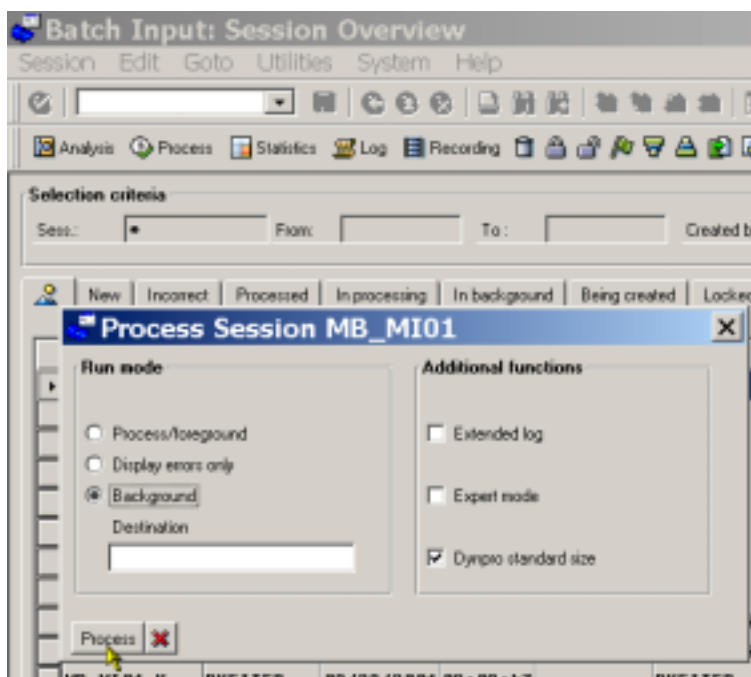 Batch Input: Session Overview
Session Edit Goto Utilities System Help
Analysis Process Statistics Log Recording
Selection criteria
Sess.: * From: To : Created b
New Incorrect Processed In processing In background Being created Locked
Process Session MB_MI01
Run mode Additional functions
Process/foreground Extended log
Display errors only
Background Expert mode
Destination
Dynpro standard size
Process